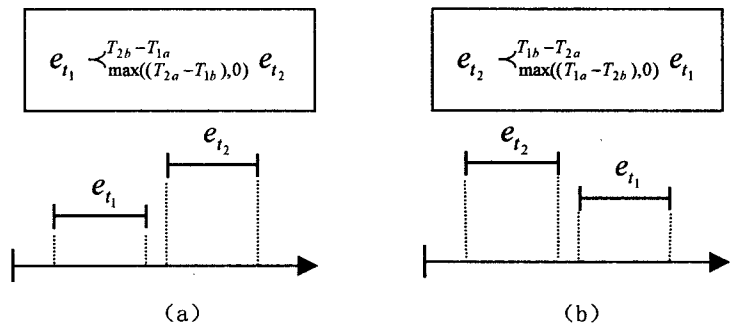 e_{t_1} ≺^{T_{2b}-T_{1a}}_{max((T_{2a}-T_{1b}),0)} e_{t_2}
e_{t_2} ≺^{T_{1b}-T_{2a}}_{max((T_{1a}-T_{2b}),0)} e_{t_1}
e_{t_2}
e_{t_1}
(a)
e_{t_2}
e_{t_1}
(b)